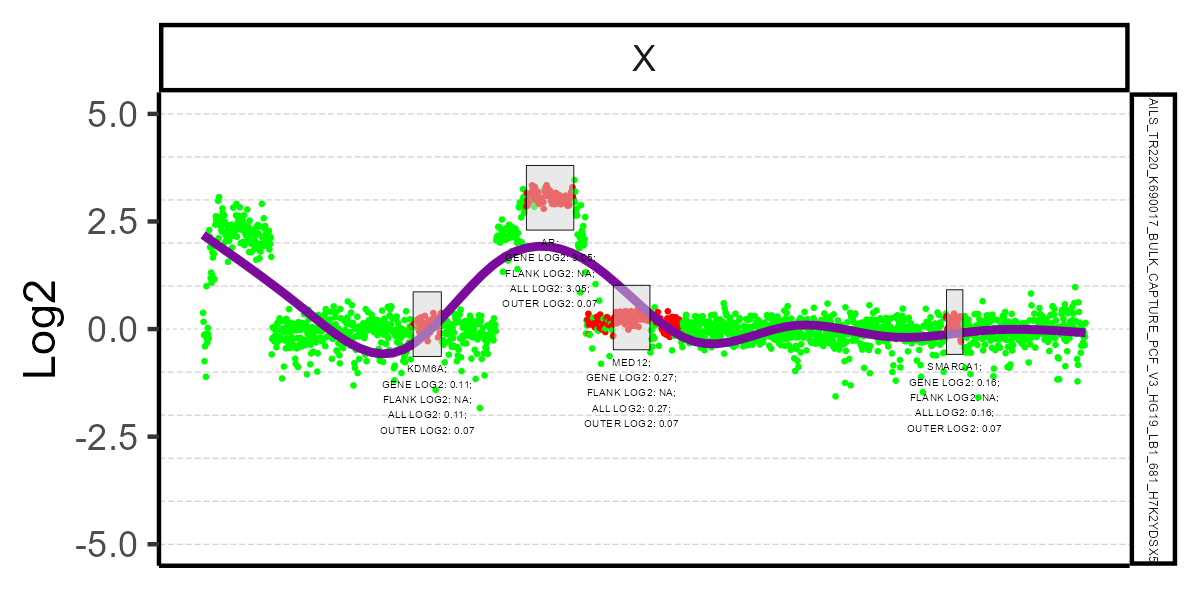 X
Log2
5.0
2.5
0.0
-2.5
-5.0
AR;
GENE LOG2: 3.05;
FLANK LOG2: NA;
ALL LOG2: 3.05;
OUTER LOG2: 0.07
KDM6A;
GENE LOG2: 0.11;
FLANK LOG2: NA;
ALL LOG2: 0.11;
OUTER LOG2: 0.07
MED12;
GENE LOG2: 0.27;
FLANK LOG2: NA;
ALL LOG2: 0.27;
OUTER LOG2: 0.07
SMARCA1;
GENE LOG2: 0.16;
FLANK LOG2: NA;
ALL LOG2: 0.16;
OUTER LOG2: 0.07
AILS_TR220_K690017_BULK_CAPTURE_PCF_V3_HG19_LB1_681_H7K2YDSX5